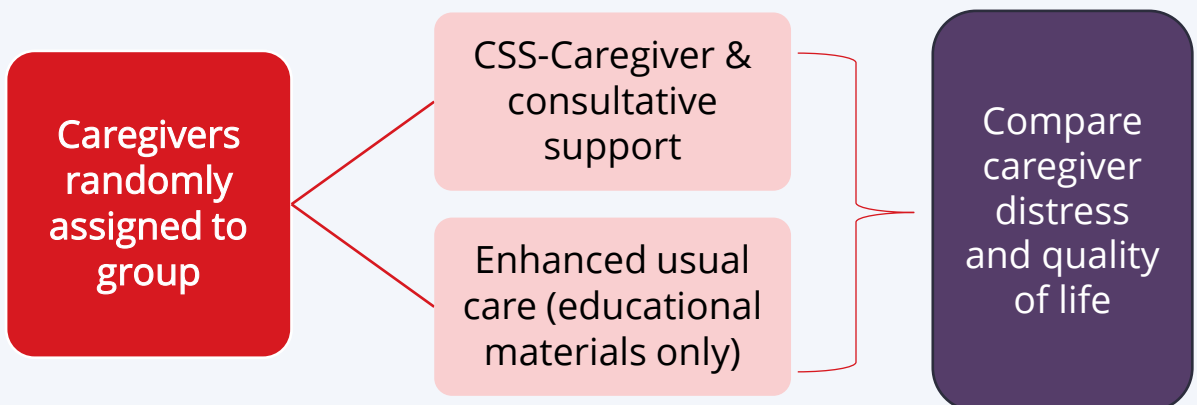 Caregivers
randomly
assigned to
group
CSS-Caregiver &
consultative
support
Enhanced usual
care (educational
materials only)
Compare
caregiver
distress
and quality
of life